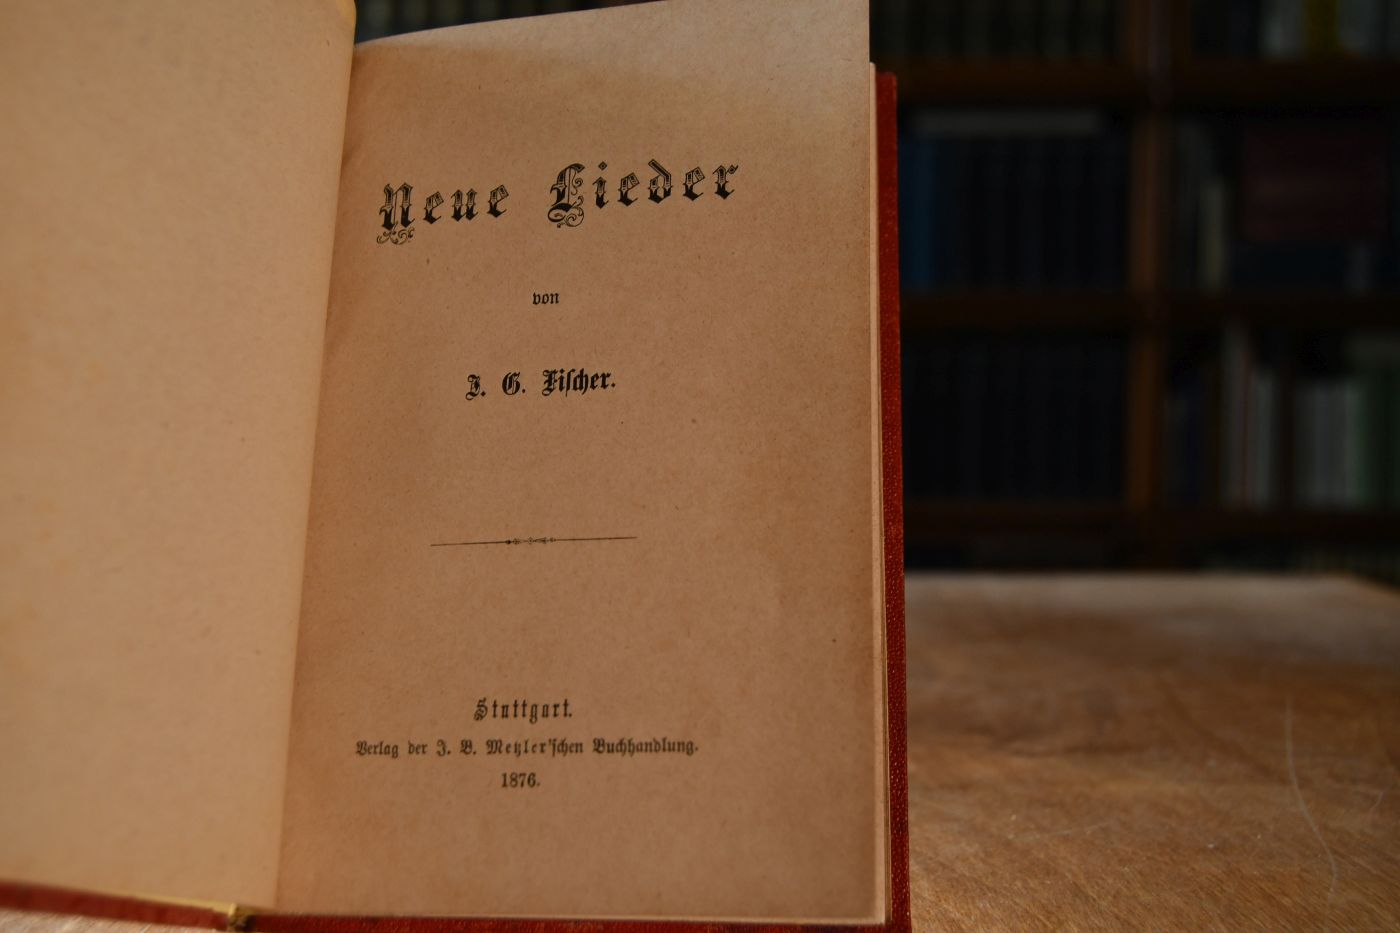 Neue Lieder
von
J. G. Fiſcher.
Stuttgart.
Verlag der J. B. Metzler'ſchen Buchhandlung.
1876.